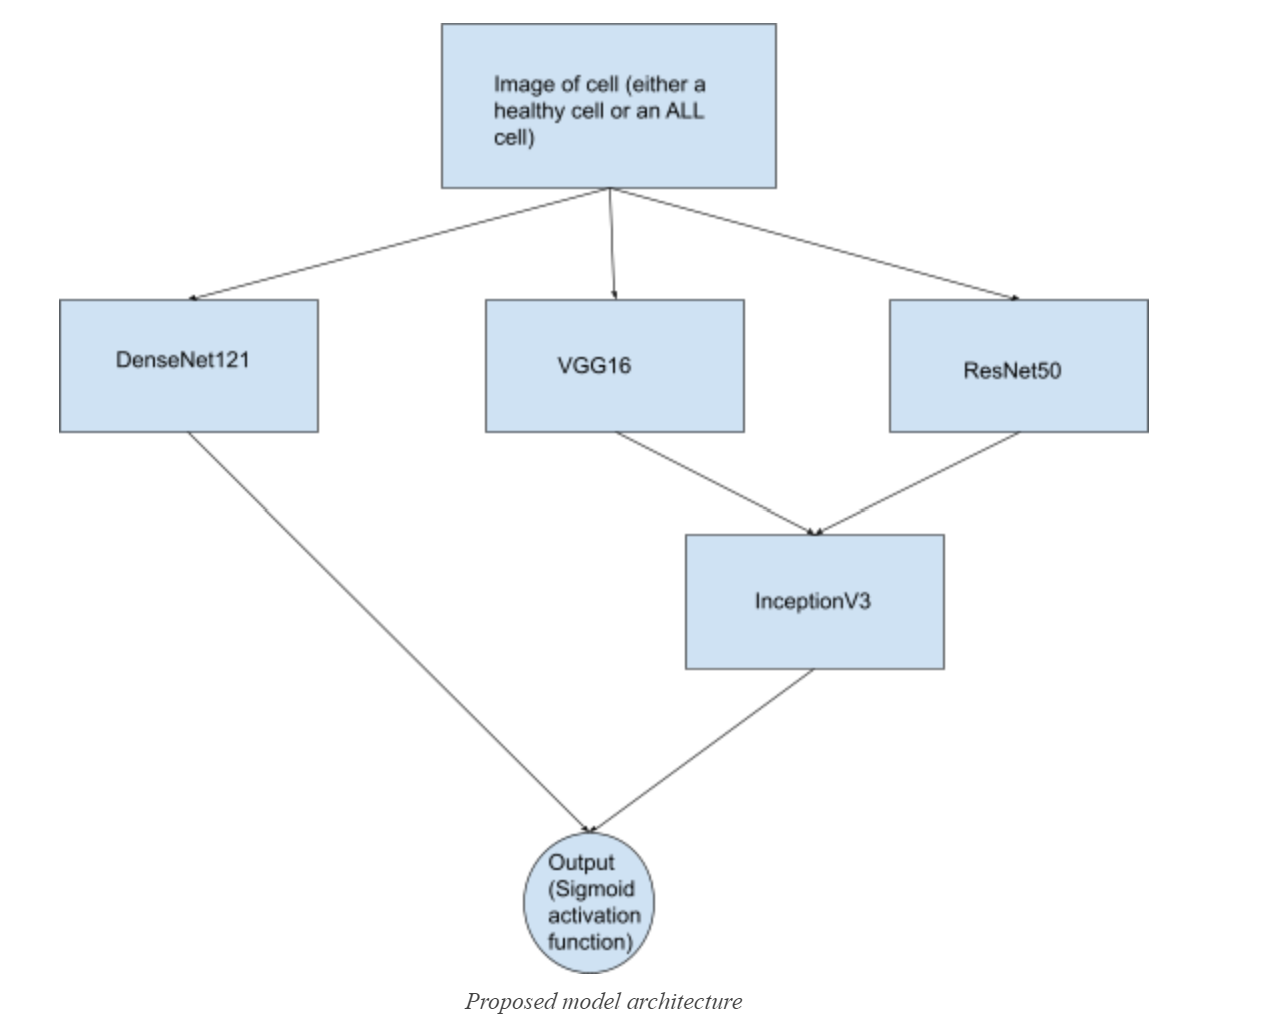 Image of cell (either a
healthy cell or an ALL
cell)
DenseNet121
VGG16
ResNet50
InceptionV3
Output
(Sigmoid
activation
function)
Proposed model architecture